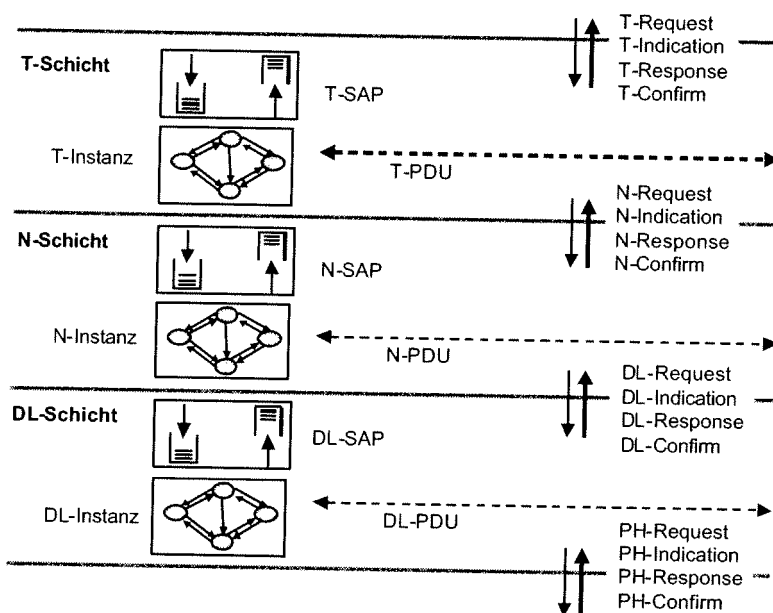 T-Request
T-Indication
T-Response
T-Confirm
T-Schicht
T-SAP
T-Instanz
T-PDU
N-Request
N-Indication
N-Response
N-Confirm
N-Schicht
N-SAP
N-Instanz
N-PDU
DL-Request
DL-Indication
DL-Response
DL-Confirm
DL-Schicht
DL-SAP
DL-Instanz
DL-PDU
PH-Request
PH-Indication
PH-Response
PH-Confirm